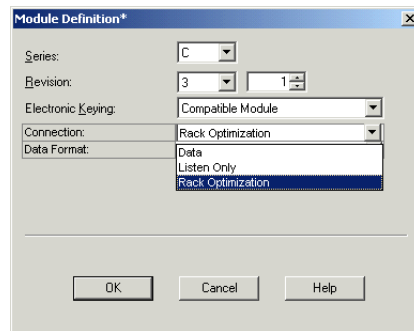 Module Definition*
Series: C
Revision: 3 1
Electronic Keying: Compatible Module
Connection: Rack Optimization
Data Format:
Data
Listen Only
Rack Optimization
OK Cancel Help